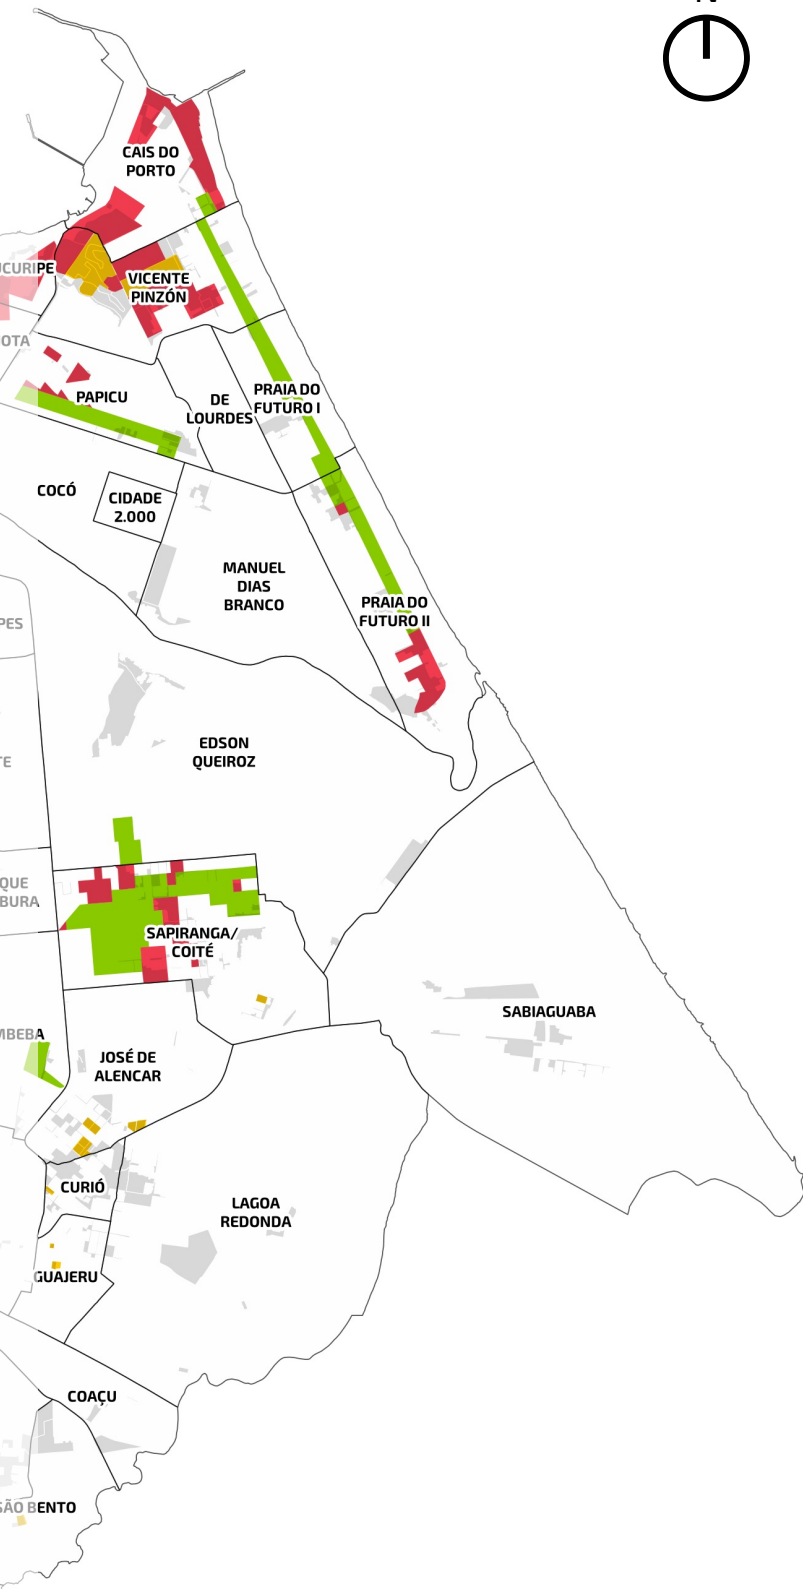 N
CAIS DO
PORTO
UCURIPE
VICENTE
PINZÓN
OTA
PAPICU
DE
LOURDES
PRAIA DO
FUTURO I
COCÓ
CIDADE
2.000
MANUEL
DIAS
BRANCO
PRAIA DO
FUTURO II
PES
TE
EDSON
QUEIROZ
QUE
BURA
SAPIRANGA/
COITÉ
SABIAGUABA
MBEBA
JOSÉ DE
ALENCAR
CURIÓ
LAGOA
REDONDA
GUAJERU
COAÇU
SÃO BENTO